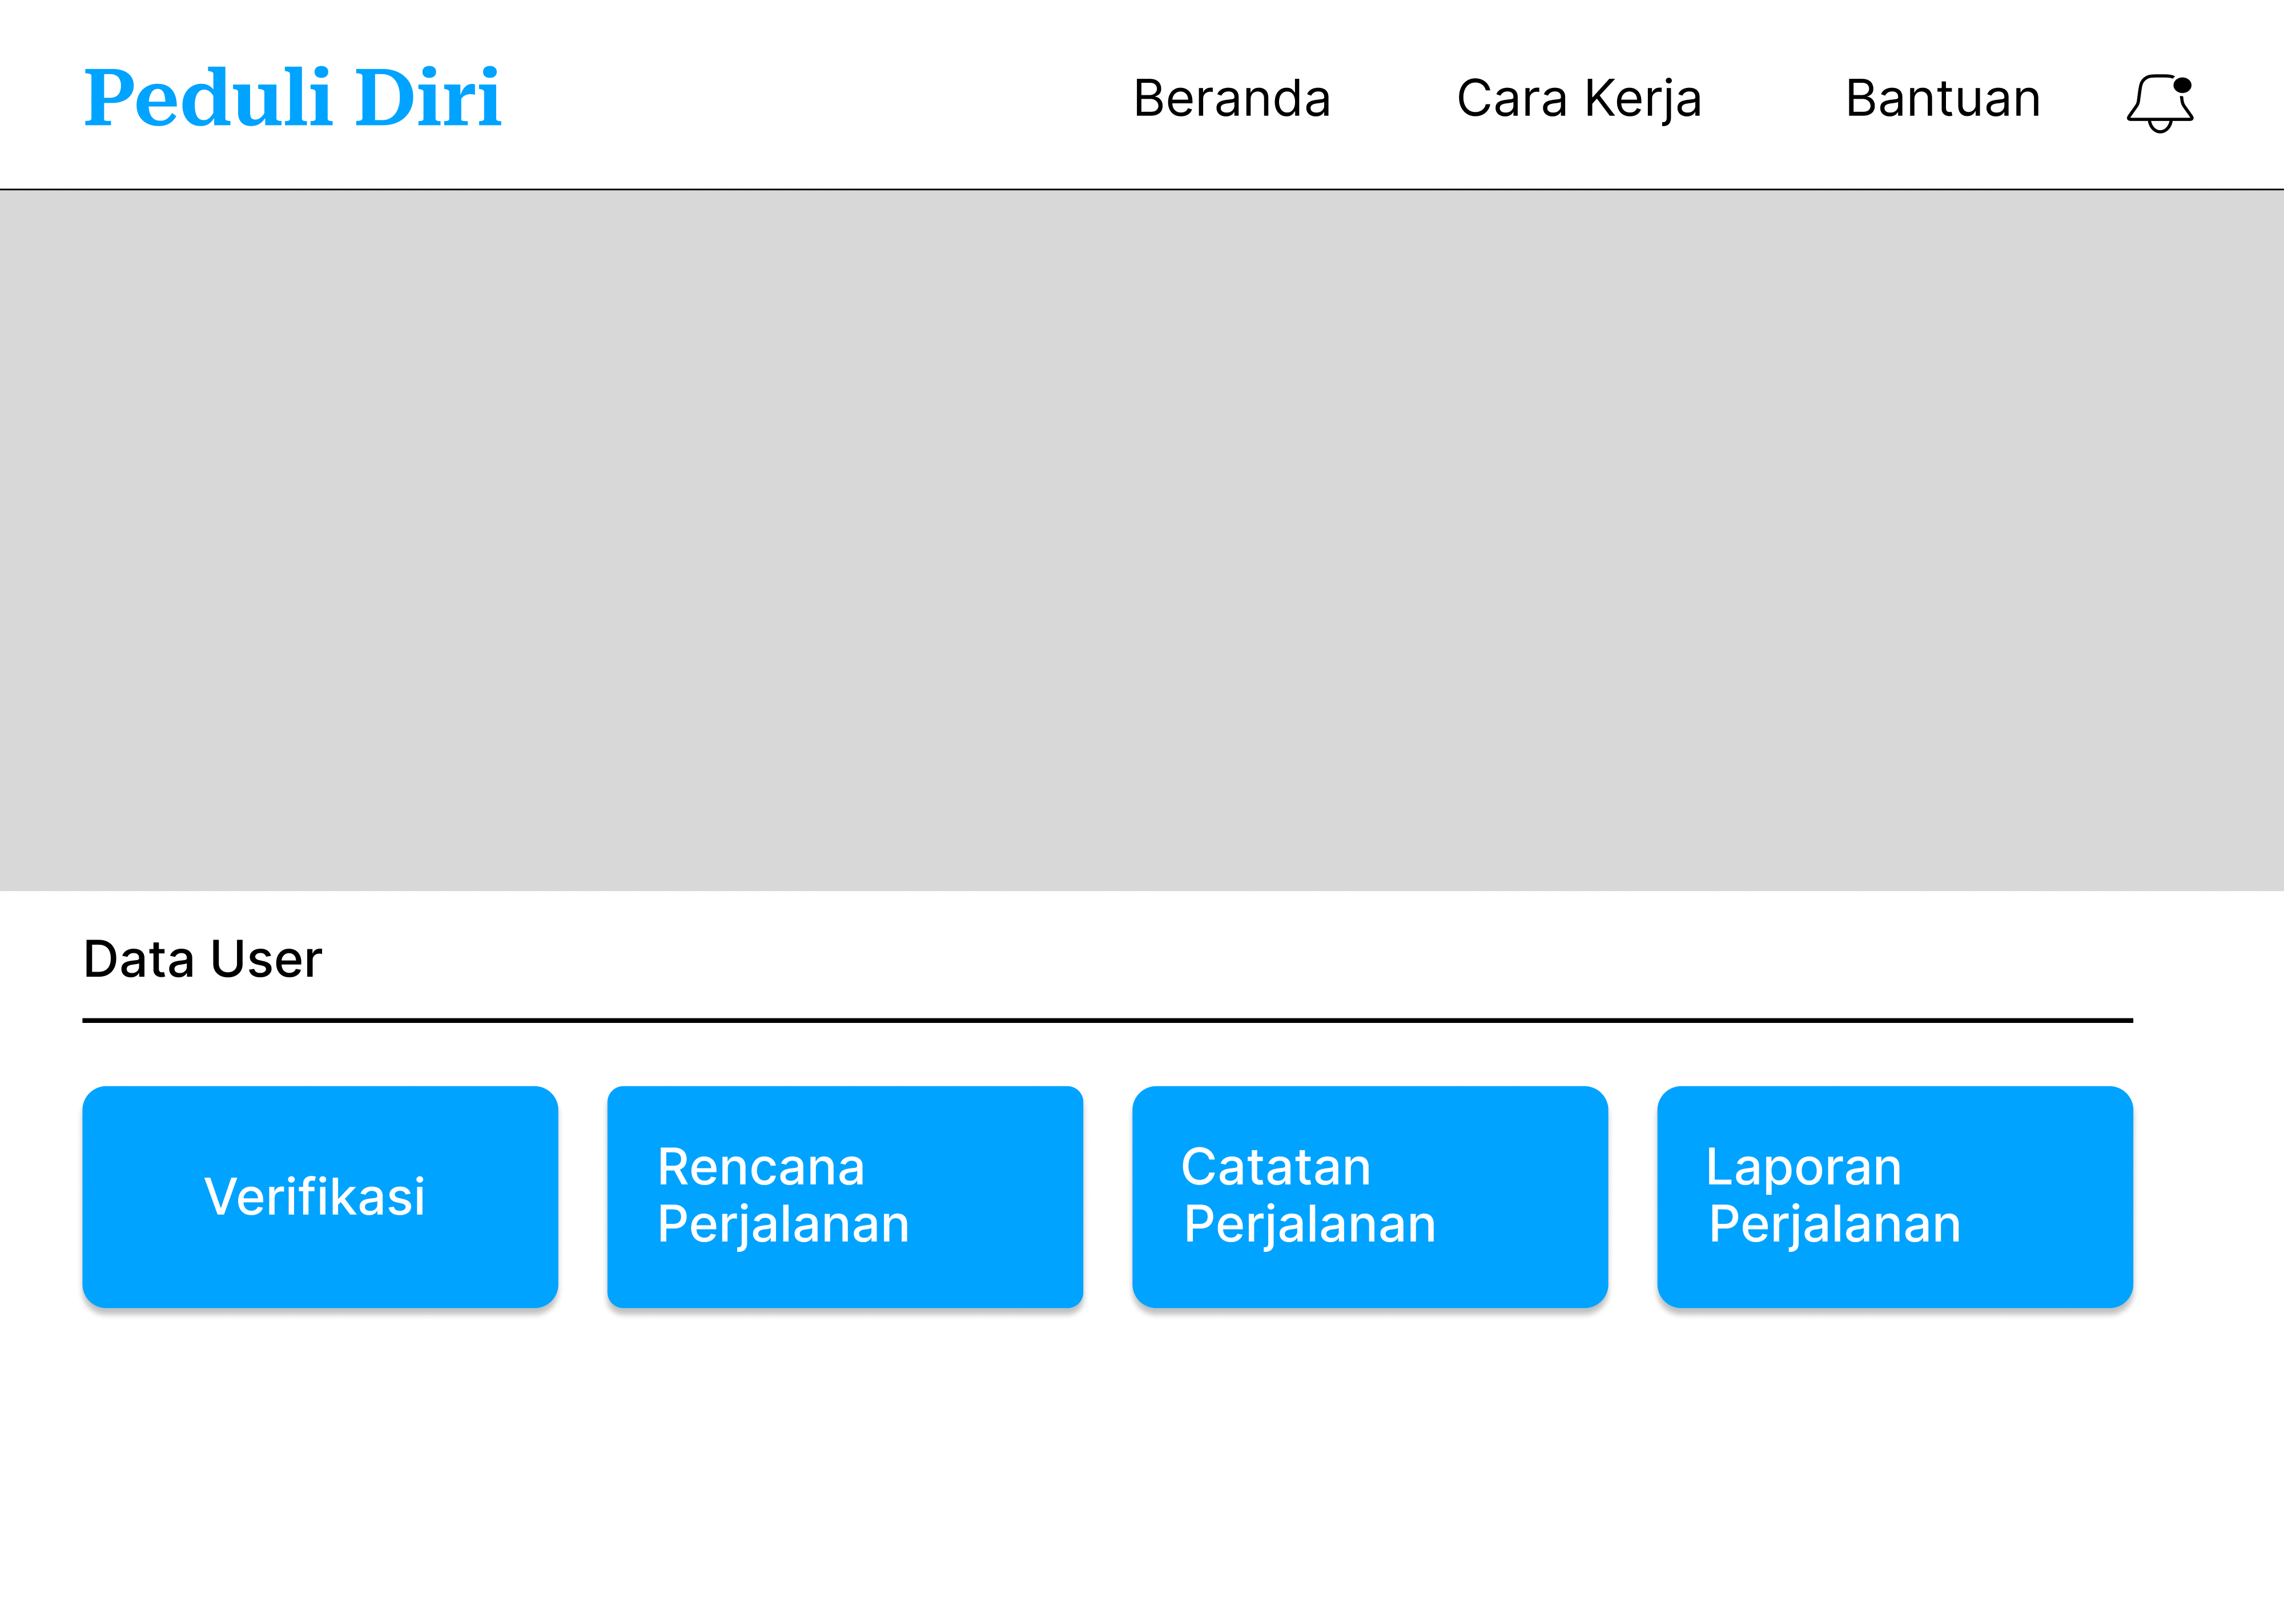 Peduli Diri
Beranda
Cara Kerja
Bantuan
Data User
Verifikasi
Rencana
Perjalanan
Catatan
Perjalanan
Laporan
Perjalanan